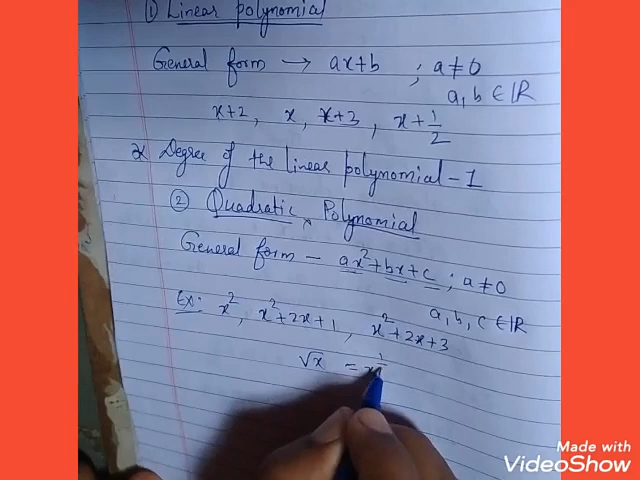 ① Linear polynomial
General form → ax+b ; a≠0
a, b ∈ IR
x+2, x, x+3, x+1/2
* Degree of the linear polynomial - 1
② Quadratic Polynomial
General form - ax²+bx+c ; a≠0
a, b, c ∈ IR
Ex: x², x²+2x+1, x²+2x+3
√x = x
Made with
VideoShow